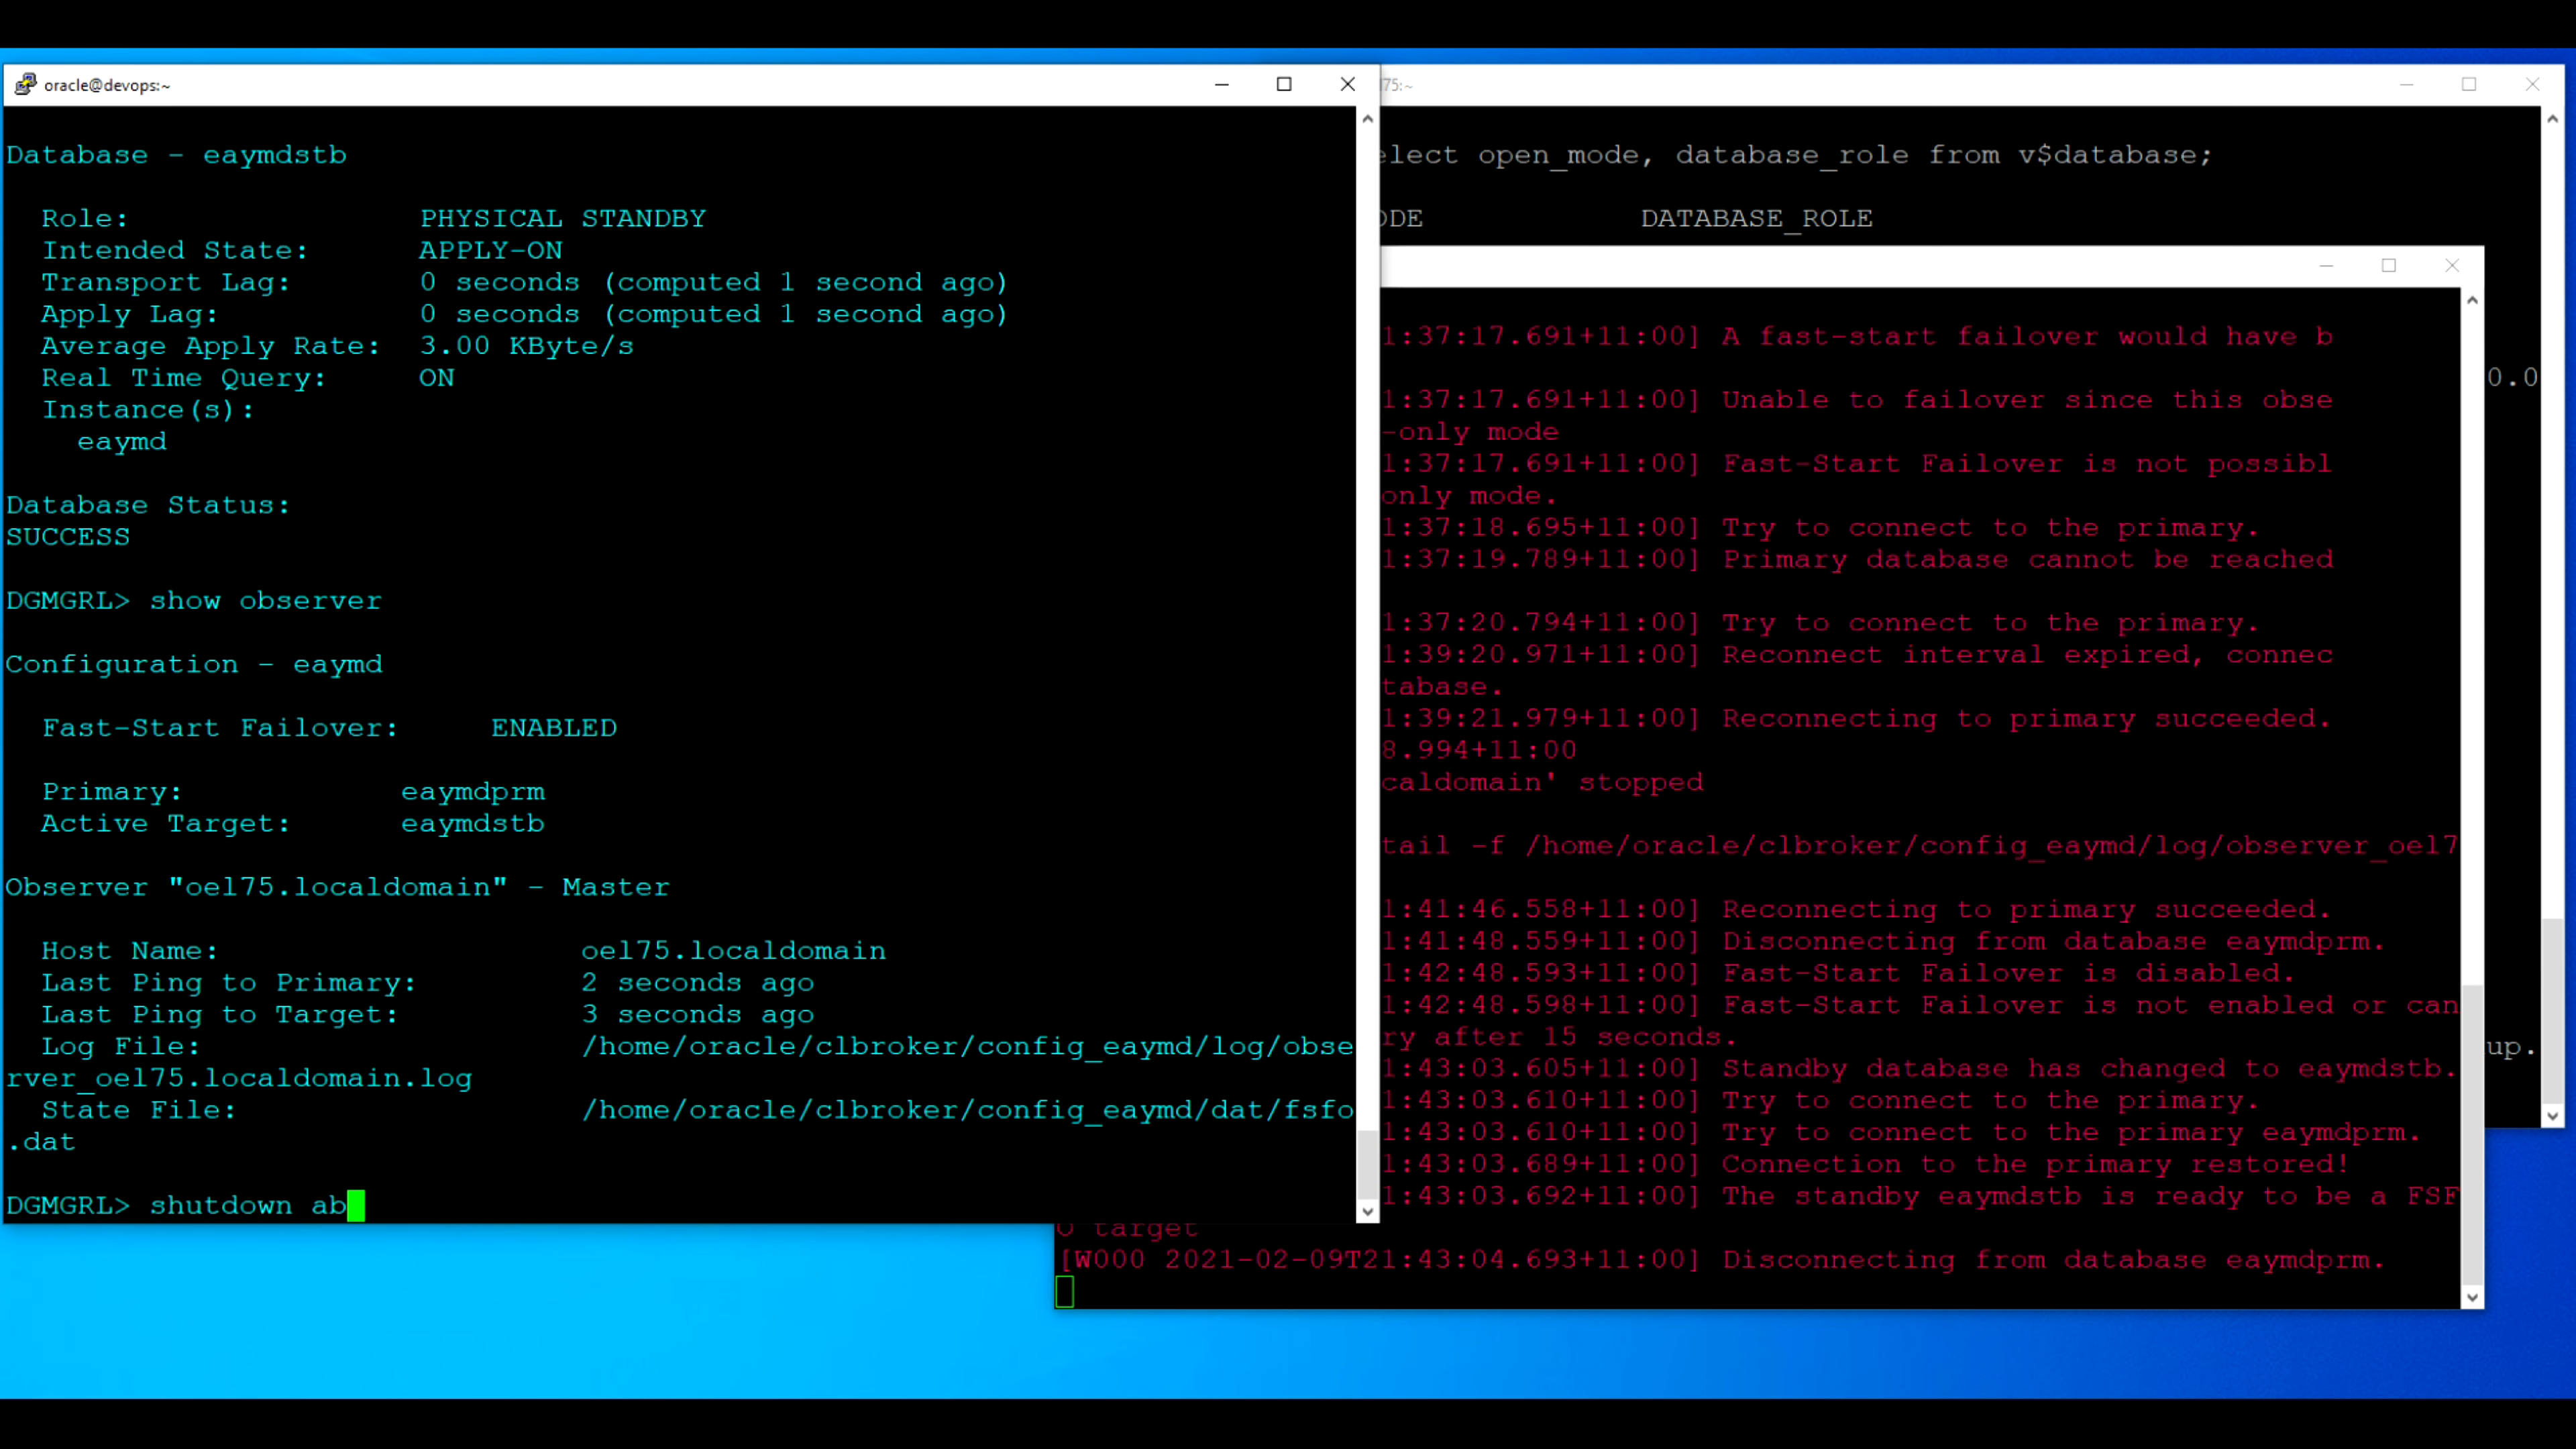 oracle@devops:~
Database - eaymdstb
Role: PHYSICAL STANDBY
Intended State: APPLY-ON
Transport Lag: 0 seconds (computed 1 second ago)
Apply Lag: 0 seconds (computed 1 second ago)
Average Apply Rate: 3.00 KByte/s
Real Time Query: ON
Instance(s):
eaymd
Database Status:
SUCCESS
DGMGRL> show observer
Configuration - eaymd
Fast-Start Failover: ENABLED
Primary: eaymdprm
Active Target: eaymdstb
Observer "oel75.localdomain" - Master
Host Name: oel75.localdomain
Last Ping to Primary: 2 seconds ago
Last Ping to Target: 3 seconds ago
Log File: /home/oracle/clbroker/config_eaymd/log/obse
rver_oel75.localdomain.log
State File: /home/oracle/clbroker/config_eaymd/dat/fsfo
.dat
DGMGRL> shutdown ab
75:~
elect open_mode, database_role from v$database;
ODE DATABASE_ROLE
0.0
up.
1:37:17.691+11:00] A fast-start failover would have b
1:37:17.691+11:00] Unable to failover since this obse
-only mode
1:37:17.691+11:00] Fast-Start Failover is not possibl
only mode.
1:37:18.695+11:00] Try to connect to the primary.
1:37:19.789+11:00] Primary database cannot be reached
1:37:20.794+11:00] Try to connect to the primary.
1:39:20.971+11:00] Reconnect interval expired, connec
tabase.
1:39:21.979+11:00] Reconnecting to primary succeeded.
8.994+11:00
caldomain' stopped
tail -f /home/oracle/clbroker/config_eaymd/log/observer_oel7
1:41:46.558+11:00] Reconnecting to primary succeeded.
1:41:48.559+11:00] Disconnecting from database eaymdprm.
1:42:48.593+11:00] Fast-Start Failover is disabled.
1:42:48.598+11:00] Fast-Start Failover is not enabled or can
ry after 15 seconds.
1:43:03.605+11:00] Standby database has changed to eaymdstb.
1:43:03.610+11:00] Try to connect to the primary.
1:43:03.610+11:00] Try to connect to the primary eaymdprm.
1:43:03.689+11:00] Connection to the primary restored!
1:43:03.692+11:00] The standby eaymdstb is ready to be a FSF
O target
[W000 2021-02-09T21:43:04.693+11:00] Disconnecting from database eaymdprm.